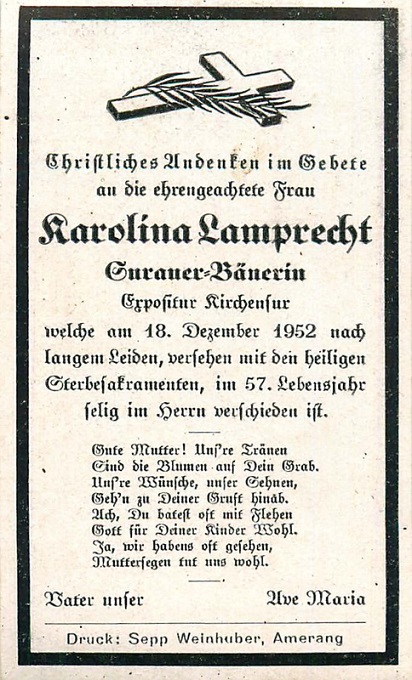 Christliches Andenken im Gebete
an die ehrengeachtete Frau
Karolina Lamprecht
Surauer-Bäuerin
Expositur Kirchensur
welche am 18. Dezember 1952 nach
langem Leiden, versehen mit den heiligen
Sterbesakramenten, im 57. Lebensjahr
selig im Herrn verschieden ist.
Gute Mutter! Uns're Tränen
Sind die Blumen auf Dein Grab.
Uns're Wünsche, unser Sehnen,
Geh'n zu Deiner Gruft hinab.
Ach, Du batest oft mit Flehen
Gott für Deiner Kinder Wohl.
Ja, wir habens oft gesehen,
Muttersegen tut uns wohl.
Vater unser Ave Maria
Druck: Sepp Weinhuber, Amerang